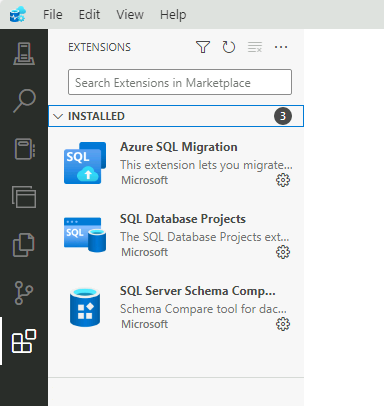 File Edit View Help
EXTENSIONS
Search Extensions in Marketplace
INSTALLED 3
Azure SQL Migration
SQL
This extension lets you migrate...
Microsoft
SQL Database Projects
SQL
The SQL Database Projects ext...
Microsoft
SQL Server Schema Comp...
Schema Compare tool for dac...
Microsoft